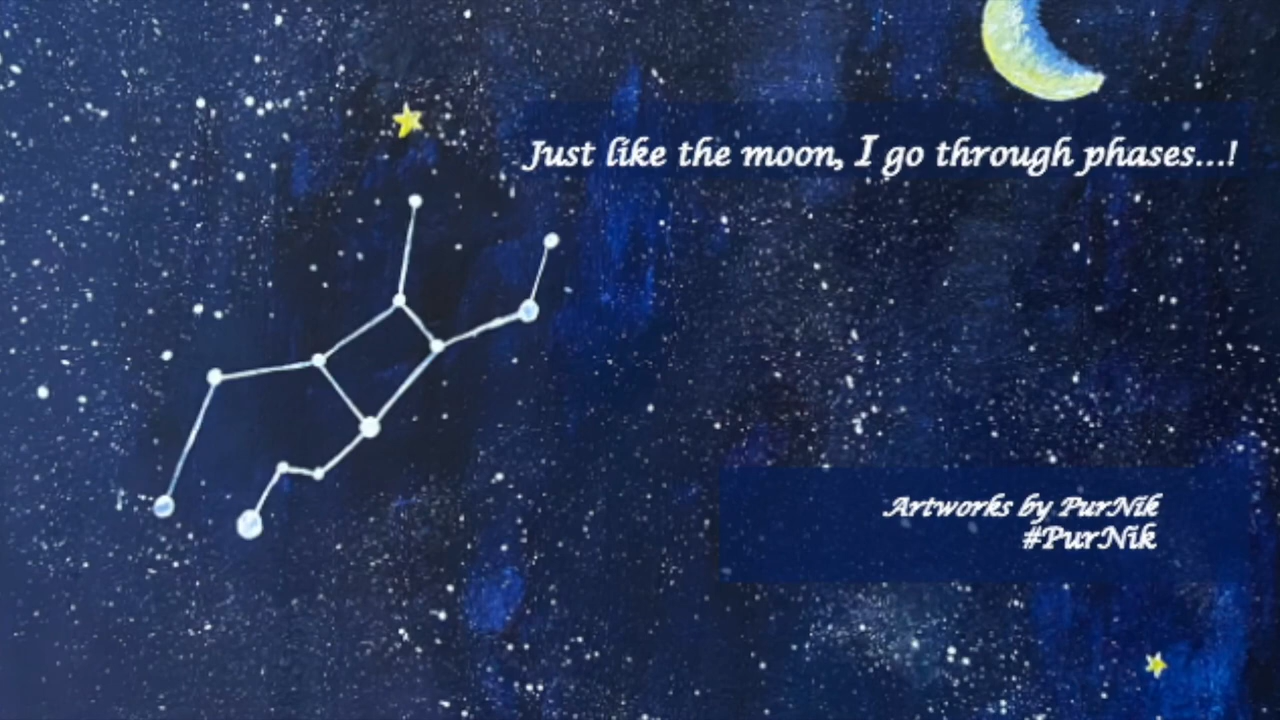 Just like the moon, I go through phases...!
Artworks by PurNik
#PurNik